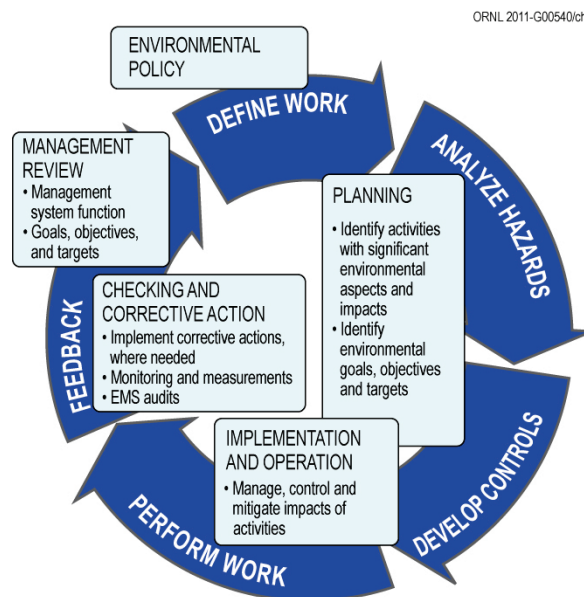 ORNL 2011-G00540/ch
ENVIRONMENTAL
POLICY
DEFINE WORK
ANALYZE HAZARDS
MANAGEMENT
REVIEW
• Management
system function
• Goals, objectives,
and targets
PLANNING
• Identify activities
with significant
environmental
aspects and
impacts
• Identify
environmental
goals, objectives
and targets
CHECKING AND
CORRECTIVE ACTION
• Implement corrective actions,
where needed
• Monitoring and measurements
• EMS audits
FEEDBACK
IMPLEMENTATION
AND OPERATION
• Manage, control and
mitigate impacts of
activities
DEVELOP CONTROLS
PERFORM WORK